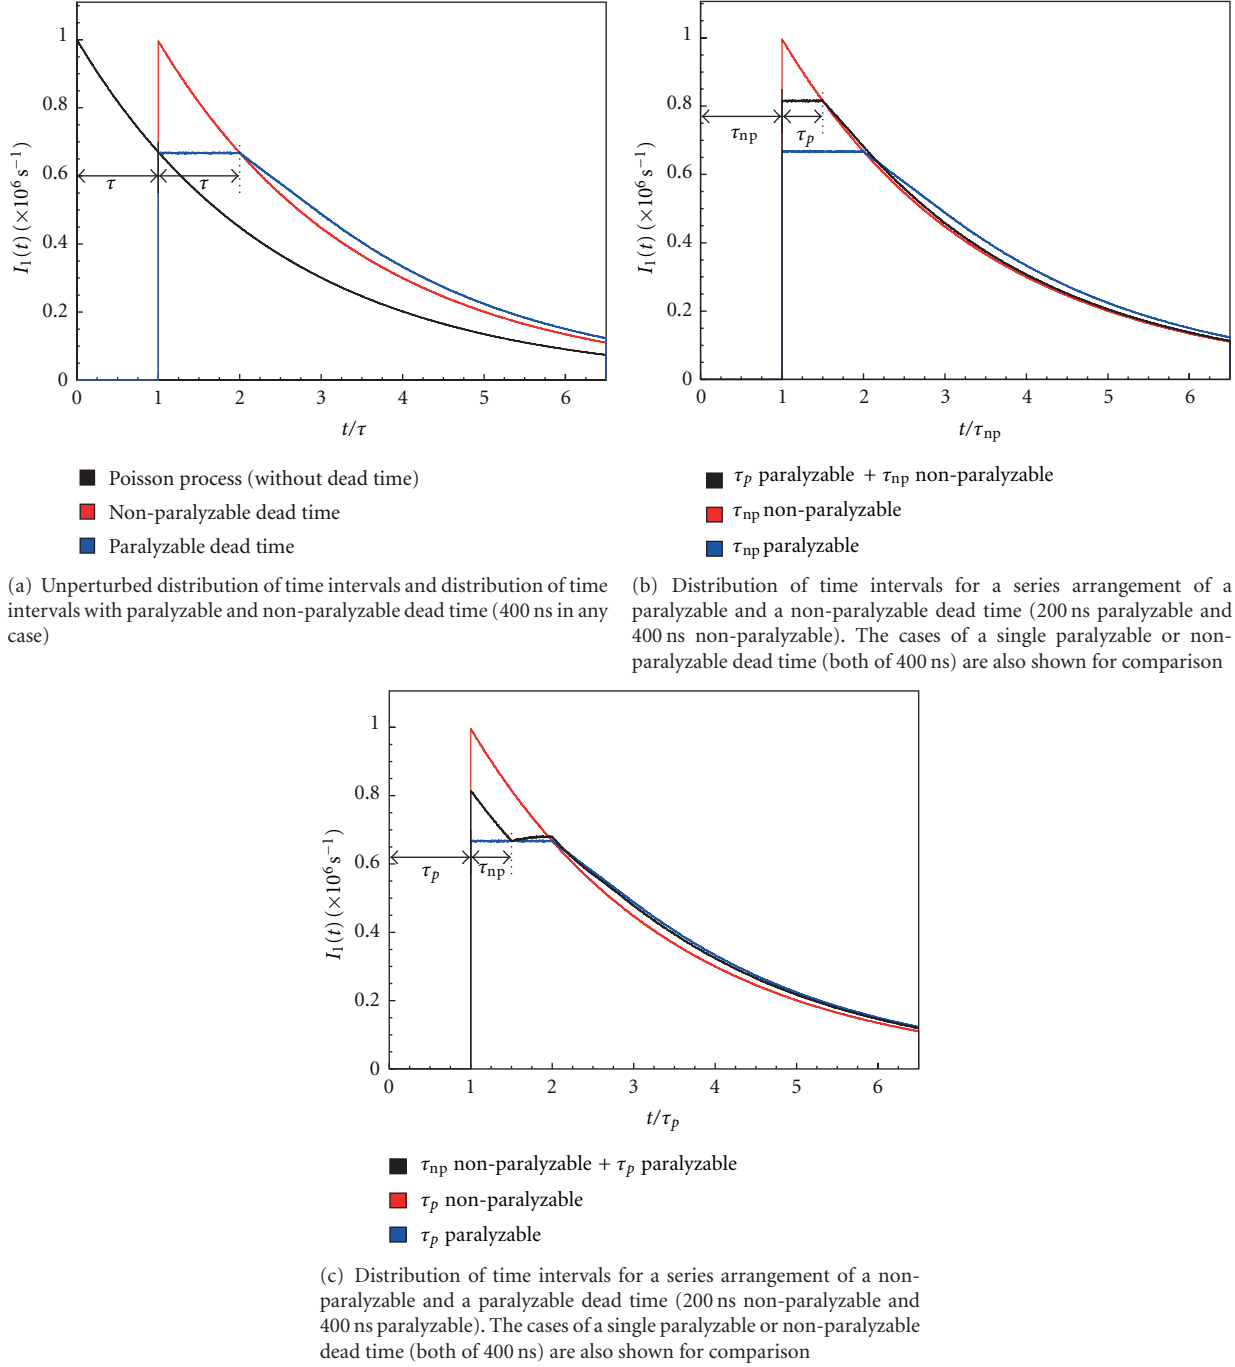 1
0.8
0.6
0.4
0.2
0
I₁(t) (×10⁶ s⁻¹)
τ
τ
0 1 2 3 4 5 6
t/τ
Poisson process (without dead time)
Non-paralyzable dead time
Paralyzable dead time
(a) Unperturbed distribution of time intervals and distribution of time
intervals with paralyzable and non-paralyzable dead time (400 ns in any
case)
1
0.8
0.6
0.4
0.2
0
I₁(t) (×10⁶ s⁻¹)
τnp
τp
0 1 2 3 4 5 6
t/τnp
τp paralyzable + τnp non-paralyzable
τnp non-paralyzable
τnp paralyzable
(b) Distribution of time intervals for a series arrangement of a
paralyzable and a non-paralyzable dead time (200 ns paralyzable and
400 ns non-paralyzable). The cases of a single paralyzable or non-
paralyzable dead time (both of 400 ns) are also shown for comparison
1
0.8
0.6
0.4
0.2
0
I₁(t) (×10⁶ s⁻¹)
τp
τnp
0 1 2 3 4 5 6
t/τp
τnp non-paralyzable + τp paralyzable
τp non-paralyzable
τp paralyzable
(c) Distribution of time intervals for a series arrangement of a non-
paralyzable and a paralyzable dead time (200 ns non-paralyzable and
400 ns paralyzable). The cases of a single paralyzable or non-paralyzable
dead time (both of 400 ns) are also shown for comparison